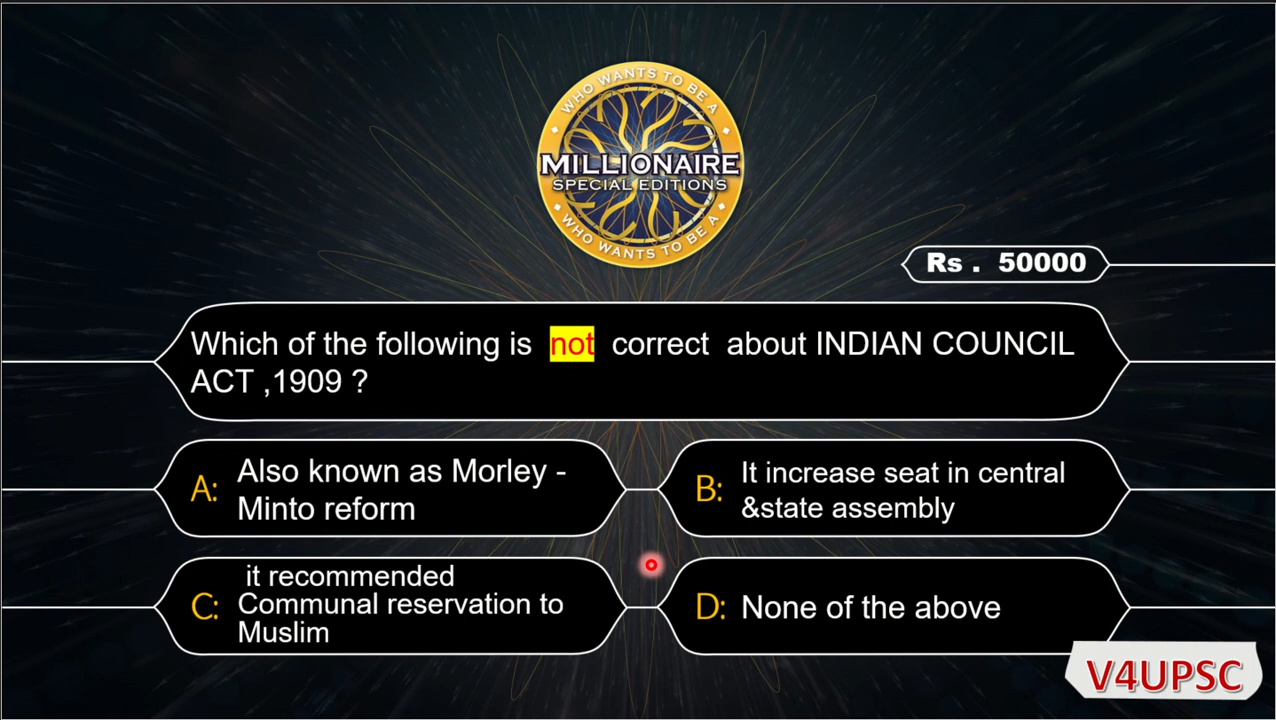 WHO WANTS TO BE A
MILLIONAIRE
SPECIAL EDITIONS
WHO WANTS TO BE A
Rs . 50000
Which of the following is not correct about INDIAN COUNCIL
ACT ,1909 ?
A: Also known as Morley -
Minto reform
B: It increase seat in central
&state assembly
C: it recommended
Communal reservation to
Muslim
D: None of the above
V4UPSC